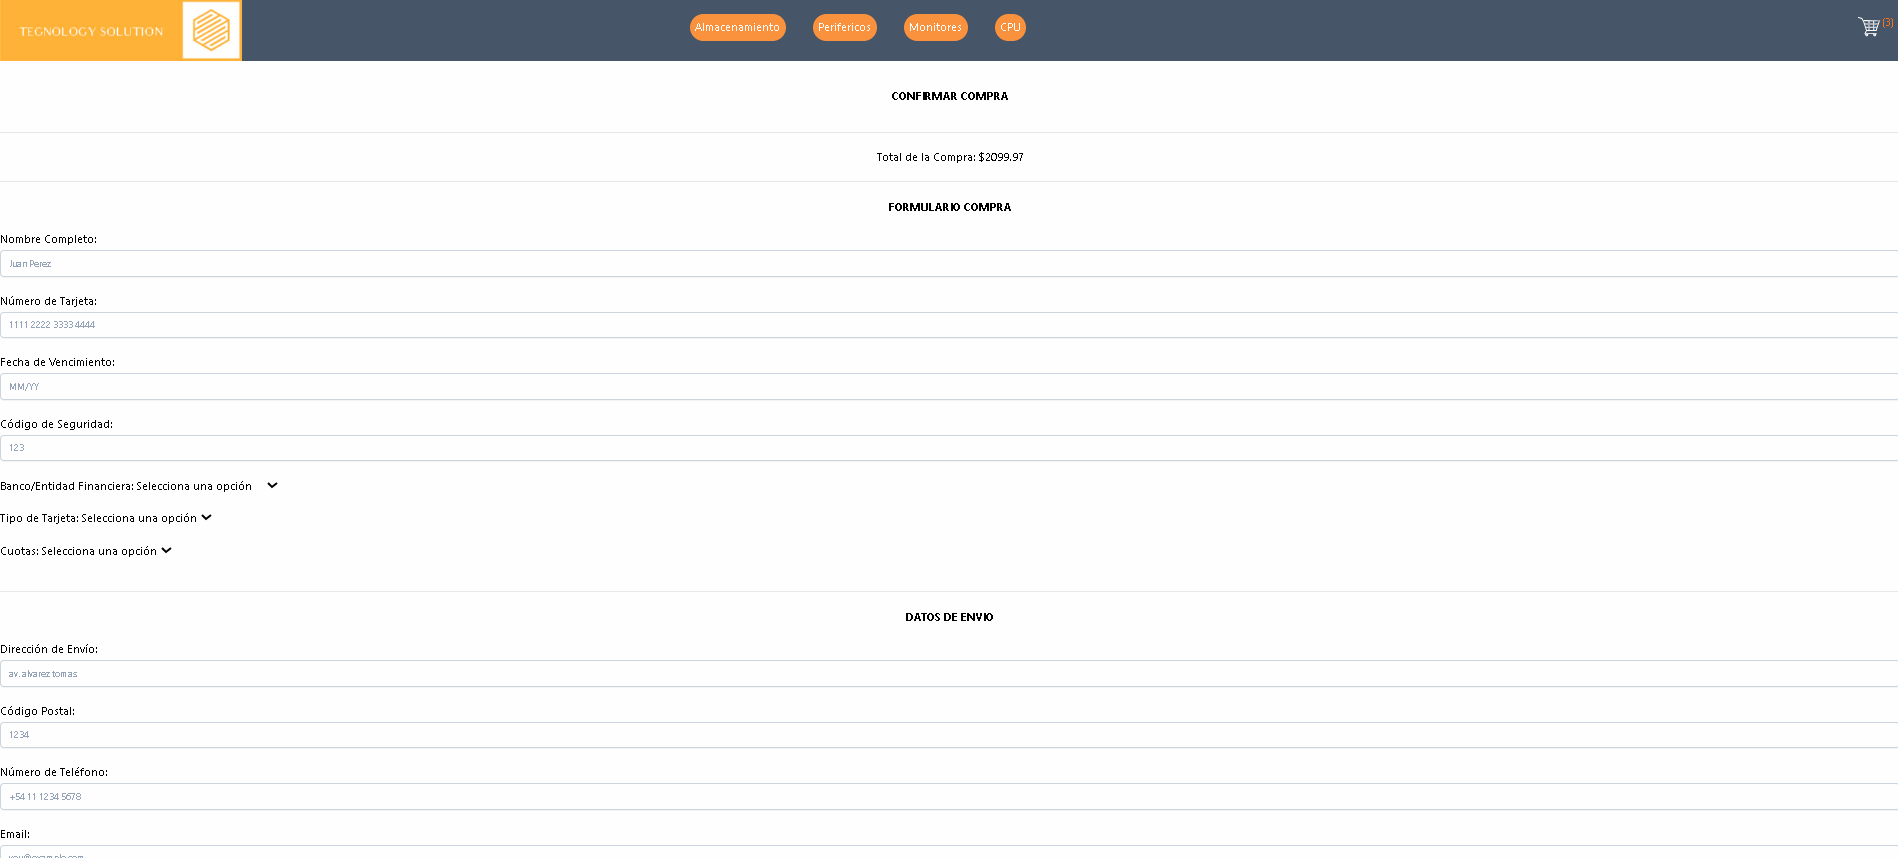 TEGNOLOGY SOLUTION
Almacenamiento Perifericos Monitores CPU
(3)
CONFIRMAR COMPRA
Total de la Compra: $2099.97
FORMULARIO COMPRA
Nombre Completo:
Juan Perez
Número de Tarjeta:
1111 2222 3333 4444
Fecha de Vencimiento:
MM/YY
Código de Seguridad:
123
Banco/Entidad Financiera: Selecciona una opción
Tipo de Tarjeta: Selecciona una opción
Cuotas: Selecciona una opción
DATOS DE ENVIO
Dirección de Envío:
av. alvarez tomas
Código Postal:
1234
Número de Teléfono:
+54 11 1234 5678
Email:
you@example.com